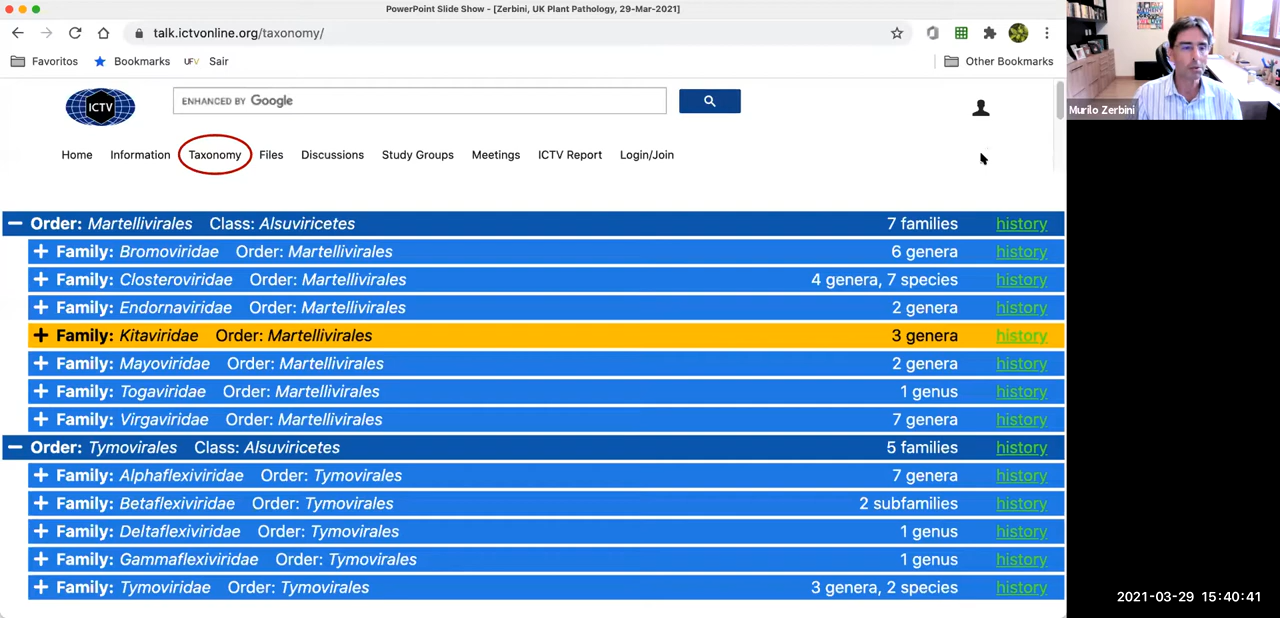 PowerPoint Slide Show - [Zerbini, UK Plant Pathology, 29-Mar-2021]
talk.ictvonline.org/taxonomy/
Favoritos Bookmarks UFV Sair Other Bookmarks
ICTV ENHANCED BY Google
Murilo Zerbini
Home Information Taxonomy Files Discussions Study Groups Meetings ICTV Report Login/Join
Order: Martellivirales Class: Alsuviricetes 7 families history
Family: Bromoviridae Order: Martellivirales 6 genera history
Family: Closteroviridae Order: Martellivirales 4 genera, 7 species history
Family: Endornaviridae Order: Martellivirales 2 genera history
Family: Kitaviridae Order: Martellivirales 3 genera history
Family: Mayoviridae Order: Martellivirales 2 genera history
Family: Togaviridae Order: Martellivirales 1 genus history
Family: Virgaviridae Order: Martellivirales 7 genera history
Order: Tymovirales Class: Alsuviricetes 5 families history
Family: Alphaflexiviridae Order: Tymovirales 7 genera history
Family: Betaflexiviridae Order: Tymovirales 2 subfamilies history
Family: Deltaflexiviridae Order: Tymovirales 1 genus history
Family: Gammaflexiviridae Order: Tymovirales 1 genus history
Family: Tymoviridae Order: Tymovirales 3 genera, 2 species history
2021-03-29 15:40:41